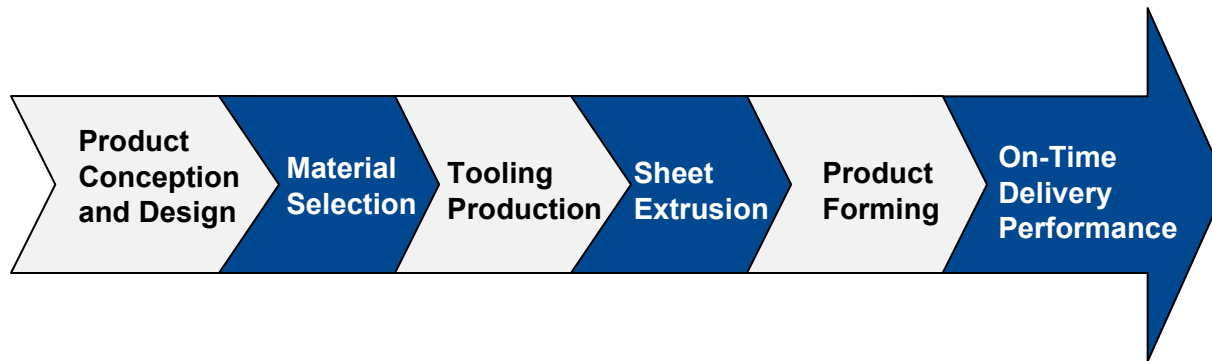 Product
Conception
and Design
Material
Selection
Tooling
Production
Sheet
Extrusion
Product
Forming
On-Time
Delivery
Performance